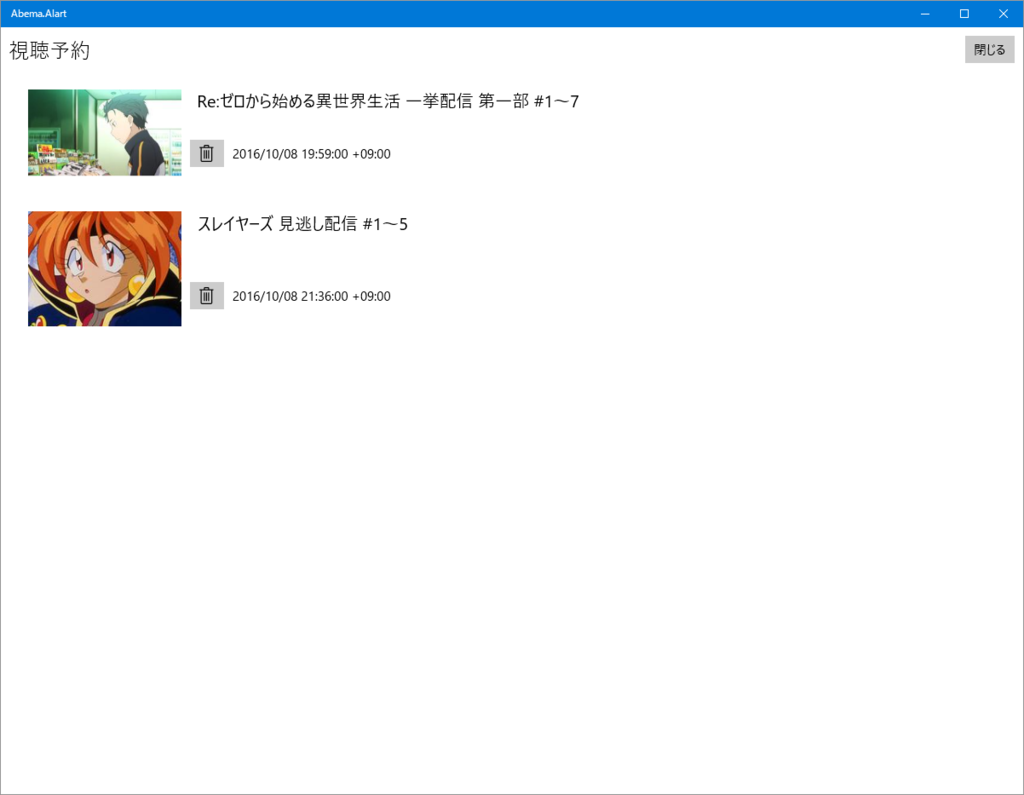 Abema.Alart
視聴予約
閉じる
Re:ゼロから始める異世界生活 一挙配信 第一部 #1～7
2016/10/08 19:59:00 +09:00
スレイヤーズ 見逃し配信 #1～5
2016/10/08 21:36:00 +09:00